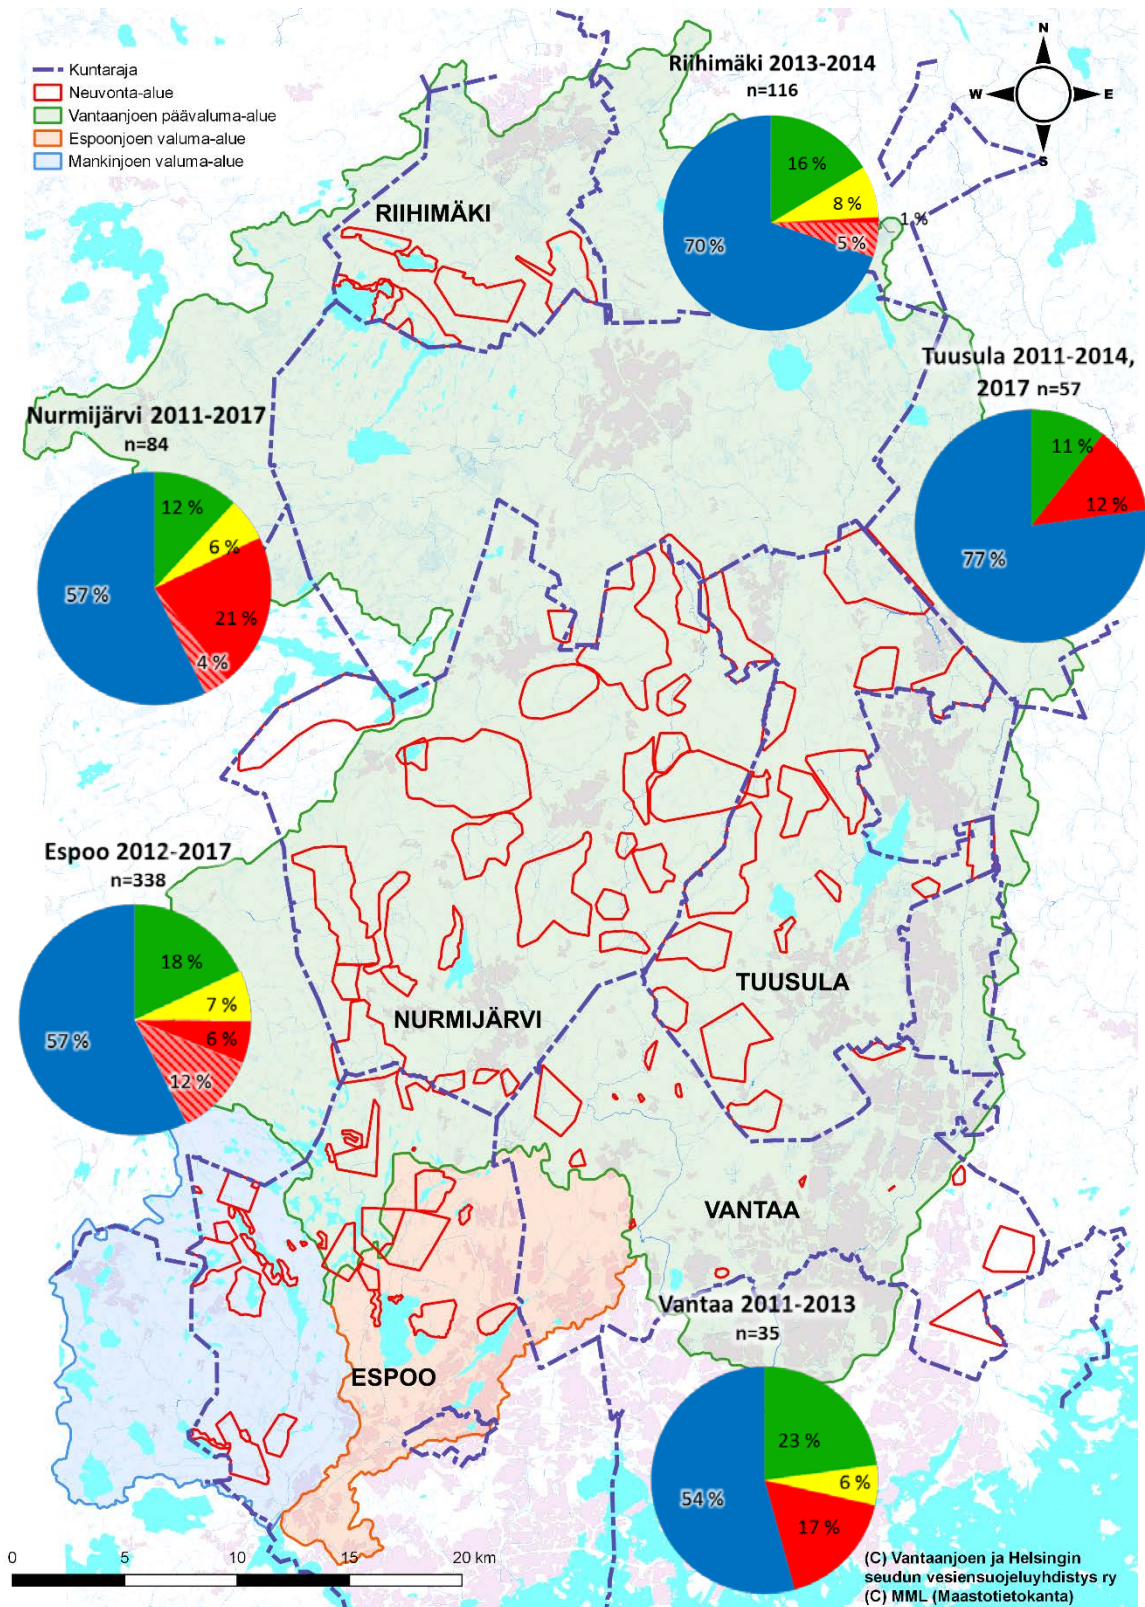 Kuntaraja
Neuvonta-alue
Vantaanjoen päävaluma-alue
Espoonjoen valuma-alue
Mankinjoen valuma-alue
Riihimäki 2013-2014
n=116
N
W
E
S
16 %
8 %
1 %
5 %
70 %
RIIHIMÄKI
Tuusula 2011-2014,
2017 n=57
11 %
12 %
77 %
Nurmijärvi 2011-2017
n=84
12 %
6 %
21 %
4 %
57 %
Espoo 2012-2017
n=338
18 %
7 %
6 %
12 %
57 %
TUUSULA
NURMIJÄRVI
VANTAA
ESPOO
Vantaa 2011-2013
n=35
23 %
6 %
17 %
54 %
0 5 10 15 20 km
(C) Vantaanjoen ja Helsingin
seudun vesiensuojeluyhdistys ry
(C) MML (Maastotietokanta)